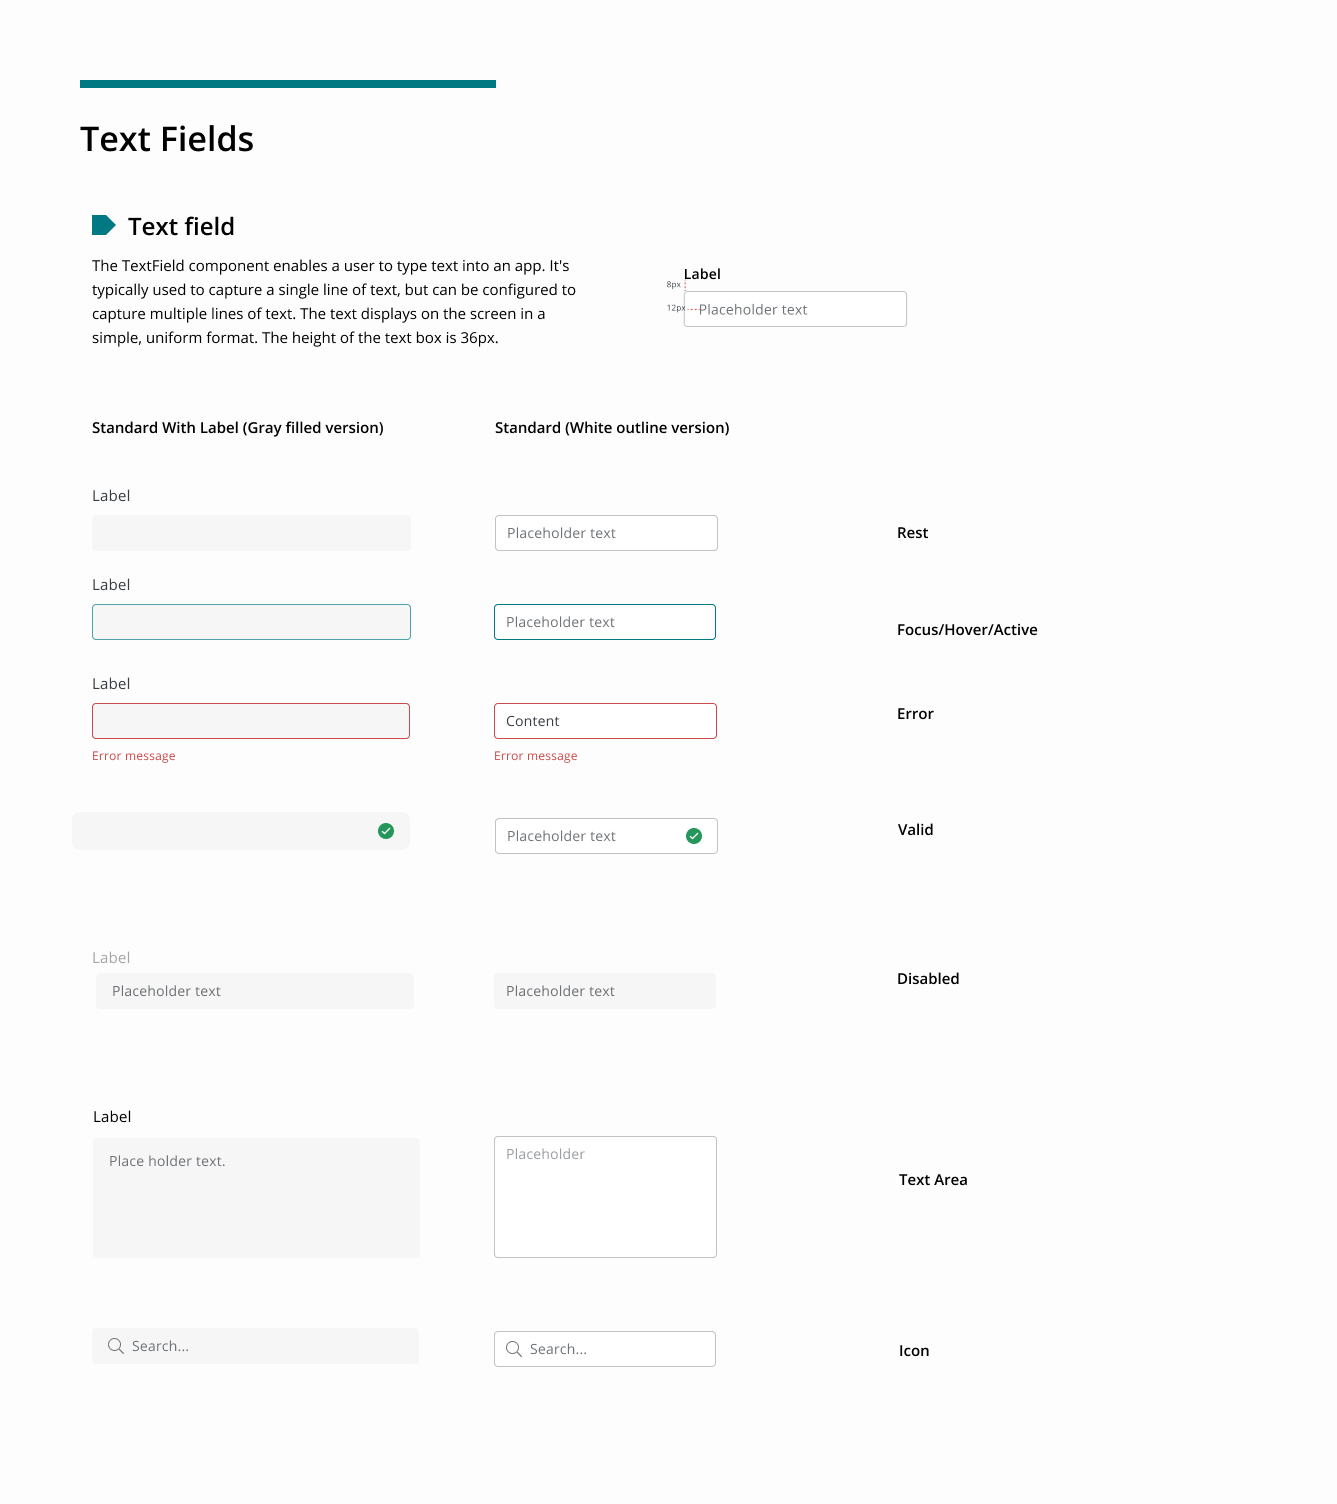 Text Fields
Text field
The TextField component enables a user to type text into an app. It's
typically used to capture a single line of text, but can be configured to
capture multiple lines of text. The text displays on the screen in a
simple, uniform format. The height of the text box is 36px.
Label
8px
12px
Placeholder text
Standard With Label (Gray filled version)
Standard (White outline version)
Label
Placeholder text
Rest
Label
Placeholder text
Focus/Hover/Active
Label
Content
Error
Error message
Error message
Placeholder text
Valid
Label
Placeholder text
Placeholder text
Disabled
Label
Place holder text.
Placeholder
Text Area
Search...
Search...
Icon